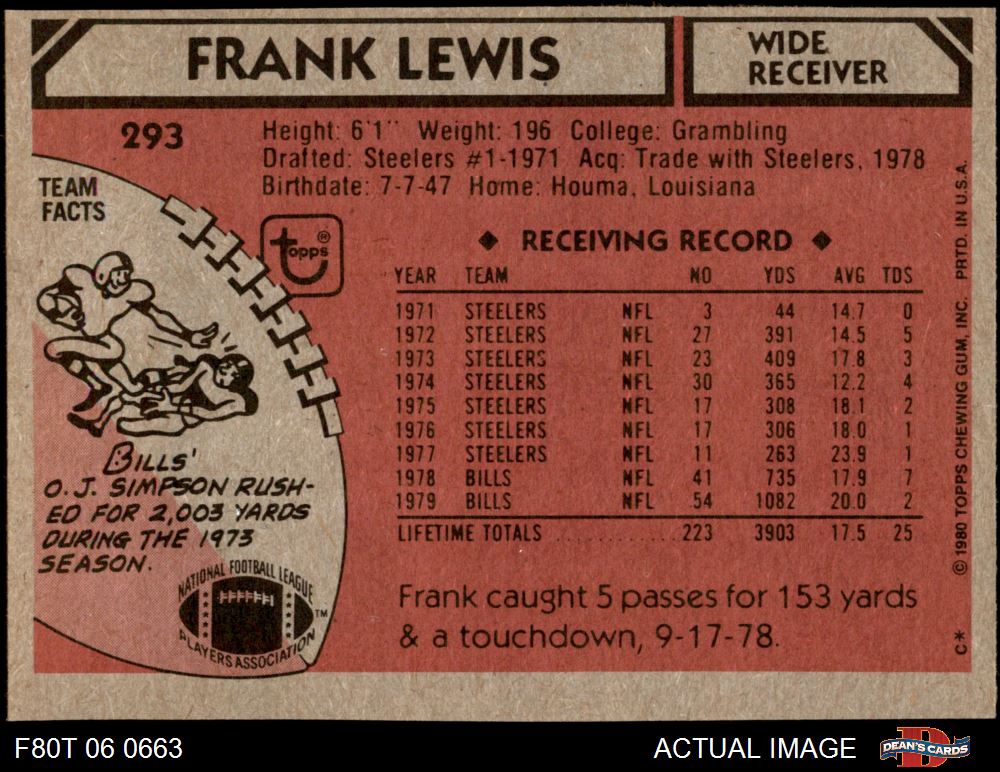 FRANK LEWIS
WIDE
RECEIVER
293
Height: 6'1" Weight: 196 College: Grambling
Drafted: Steelers #1-1971 Acq: Trade with Steelers, 1978
Birthdate: 7-7-47 Home: Houma, Louisiana
TEAM
FACTS
topps®
◆ RECEIVING RECORD ◆
YEAR TEAM NO YDS AVG TDS
1971 STEELERS NFL 3 44 14.7 0
1972 STEELERS NFL 27 391 14.5 5
1973 STEELERS NFL 23 409 17.8 3
1974 STEELERS NFL 30 365 12.2 4
1975 STEELERS NFL 17 308 18.1 2
1976 STEELERS NFL 17 306 18.0 1
1977 STEELERS NFL 11 263 23.9 1
1978 BILLS NFL 41 735 17.9 7
1979 BILLS NFL 54 1082 20.0 2
LIFETIME TOTALS ............ 223 3903 17.5 25
BILLS'
O.J. SIMPSON RUSH-
ED FOR 2,003 YARDS
DURING THE 1973
SEASON.
NATIONAL FOOTBALL LEAGUE
PLAYERS ASSOCIATION
TM
Frank caught 5 passes for 153 yards
& a touchdown, 9-17-78.
C* © 1980 TOPPS CHEWING GUM, INC. PRTD. IN U.S.A.
F80T 06 0663
ACTUAL IMAGE
D
DEAN'S CARDS